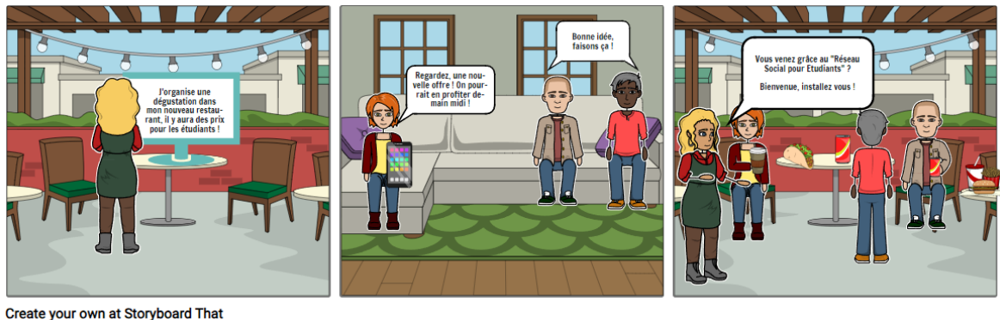 J'organise une
dégustation dans
mon nouveau restau-
rant, il y aura des prix
pour les étudiants !
Regardez, une nou-
velle offre ! On pour-
rait en profiter de-
main midi !
Bonne idée,
faisons ça !
Vous venez grâce au "Réseau
Social pour Etudiants" ?
Bienvenue, installez vous !
Create your own at Storyboard That